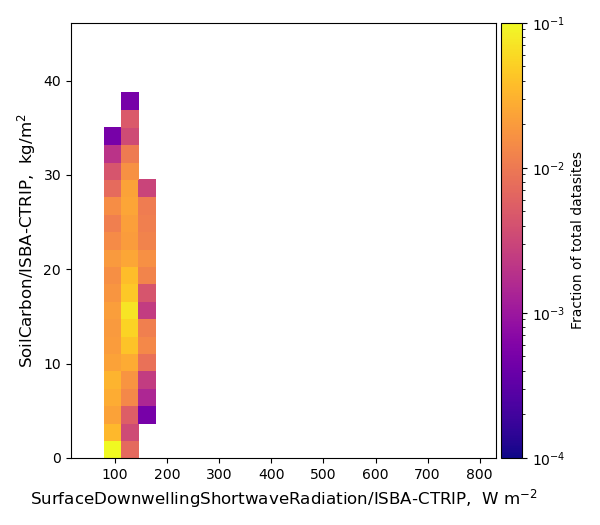 SoilCarbon/ISBA-CTRIP, kg/m²
40
30
20
10
0
100 200 300 400 500 600 700 800
SurfaceDownwellingShortwaveRadiation/ISBA-CTRIP, W m⁻²
10⁻¹
10⁻²
10⁻³
10⁻⁴
Fraction of total datasites